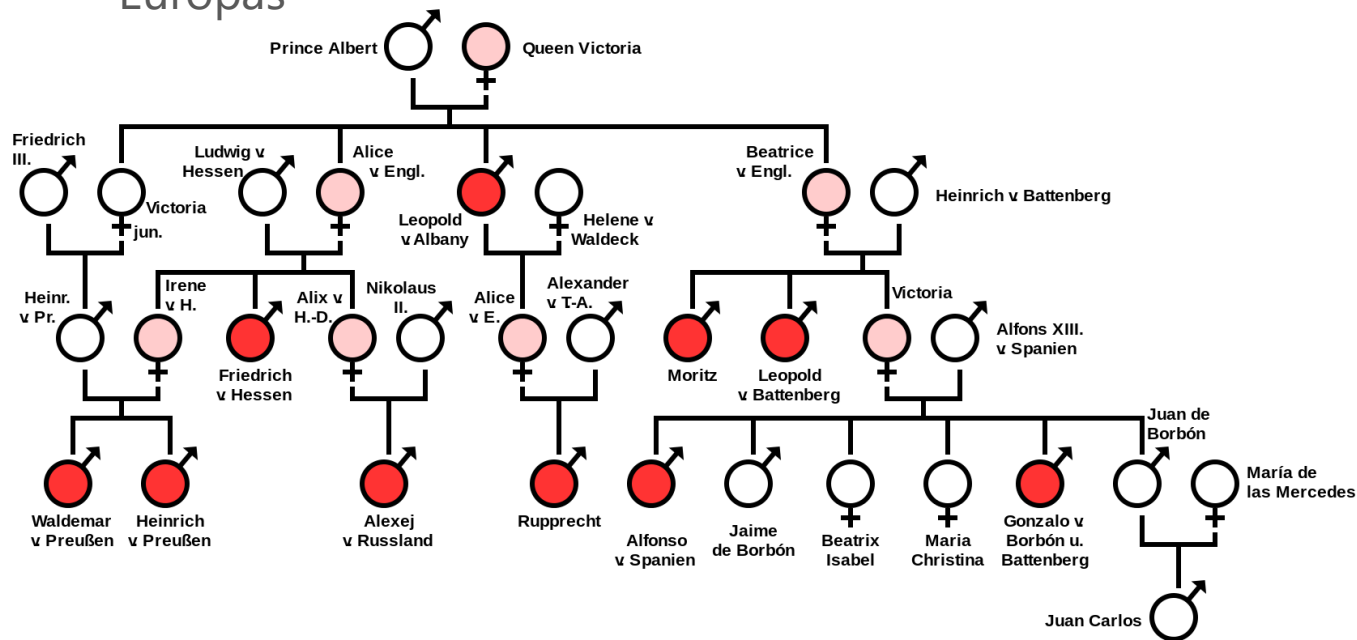 Europas
Prince Albert
Queen Victoria
Friedrich
III.
Ludwig v.
Hessen
Alice
v. Engl.
Beatrice
v. Engl.
Victoria
jun.
Leopold
v. Albany
Helene v.
Waldeck
Heinrich v. Battenberg
Heinr.
v. Pr.
Irene
v. H.
Alix v.
H.-D.
Nikolaus
II.
Alice
v. E.
Alexander
v. T-A.
Victoria
Alfons XIII.
v. Spanien
Friedrich
v. Hessen
Moritz
Leopold
v. Battenberg
Juan de
Borbón
María de
las Mercedes
Waldemar
v. Preußen
Heinrich
v. Preußen
Alexej
v. Russland
Rupprecht
Alfonso
v. Spanien
Jaime
de Borbón
Beatrix
Isabel
Maria
Christina
Gonzalo v.
Borbón u.
Battenberg
Juan Carlos